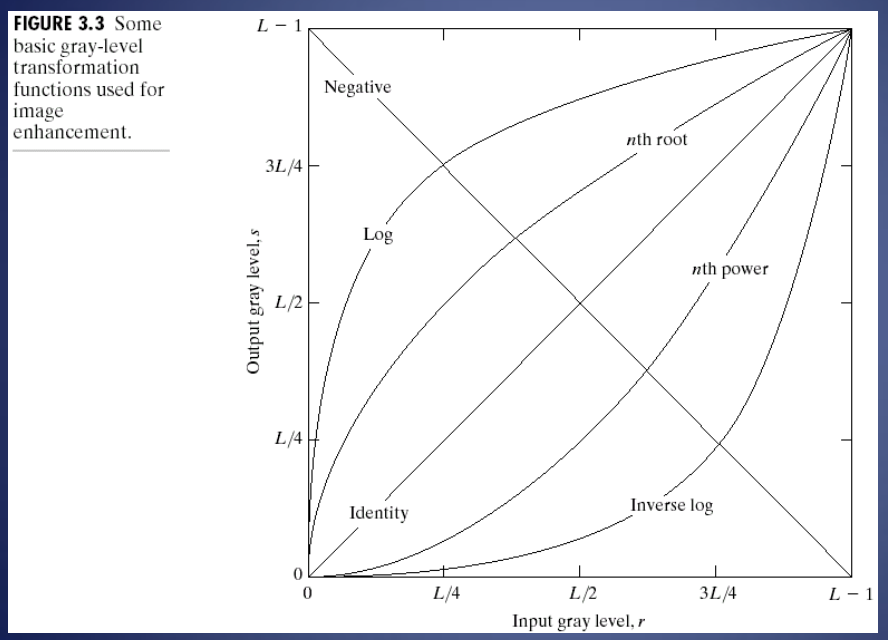 FIGURE 3.3 Some
basic gray-level
transformation
functions used for
image
enhancement.
L − 1
Negative
nth root
3L/4
Log
nth power
Output gray level, s
L/2
L/4
Inverse log
Identity
0
0
L/4
L/2
3L/4
L − 1
Input gray level, r